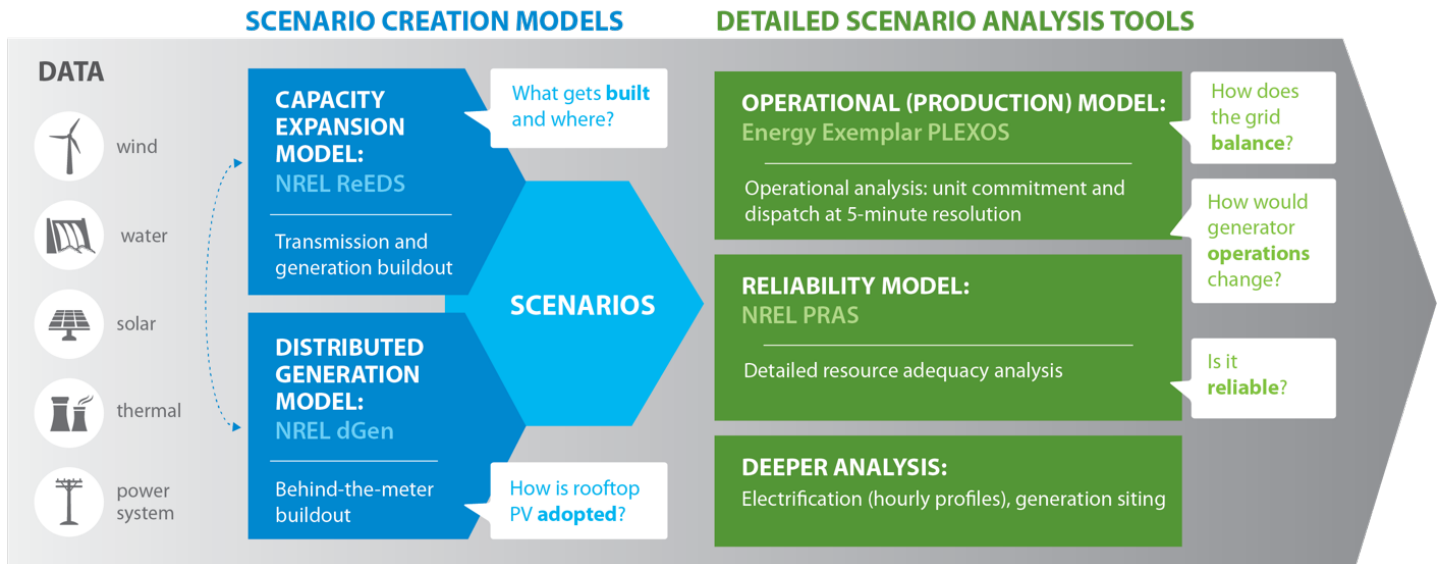 SCENARIO CREATION MODELS
DETAILED SCENARIO ANALYSIS TOOLS
DATA
wind
water
solar
thermal
power
system
CAPACITY
EXPANSION
MODEL:
NREL ReEDS
Transmission and
generation buildout
What gets built
and where?
DISTRIBUTED
GENERATION
MODEL:
NREL dGen
Behind-the-meter
buildout
How is rooftop
PV adopted?
SCENARIOS
OPERATIONAL (PRODUCTION) MODEL:
Energy Exemplar PLEXOS
Operational analysis: unit commitment and
dispatch at 5-minute resolution
How does
the grid
balance?
How would
generator
operations
change?
RELIABILITY MODEL:
NREL PRAS
Detailed resource adequacy analysis
Is it
reliable?
DEEPER ANALYSIS:
Electrification (hourly profiles), generation siting